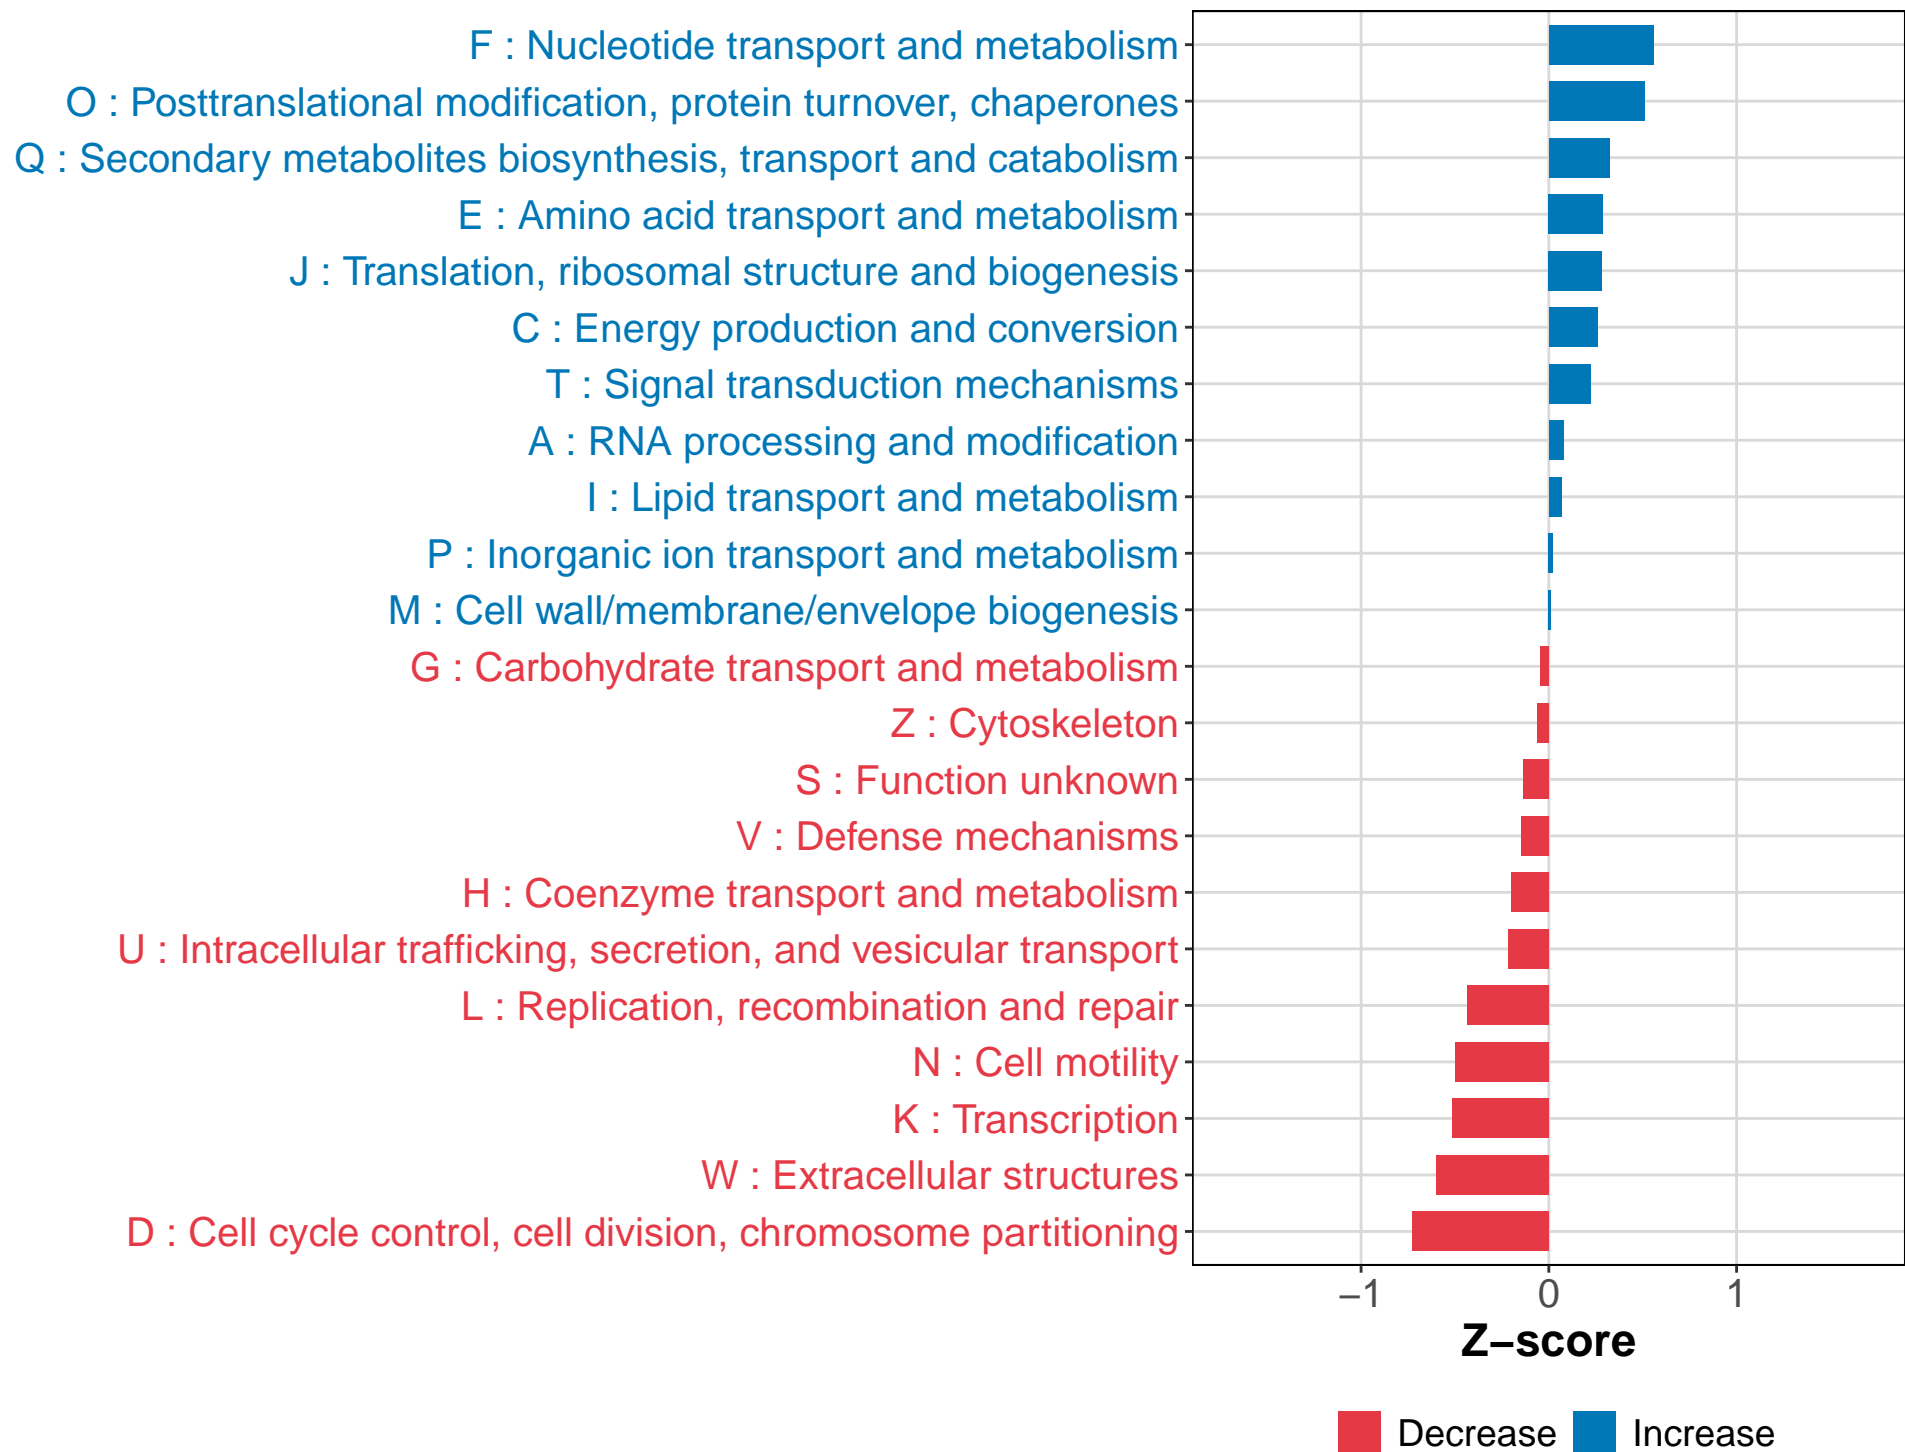 F : Nucleotide transport and metabolism
O : Posttranslational modification, protein turnover, chaperones
Q : Secondary metabolites biosynthesis, transport and catabolism
E : Amino acid transport and metabolism
J : Translation, ribosomal structure and biogenesis
C : Energy production and conversion
T : Signal transduction mechanisms
A : RNA processing and modification
I : Lipid transport and metabolism
P : Inorganic ion transport and metabolism
M : Cell wall/membrane/envelope biogenesis
G : Carbohydrate transport and metabolism
Z : Cytoskeleton
S : Function unknown
V : Defense mechanisms
H : Coenzyme transport and metabolism
U : Intracellular trafficking, secretion, and vesicular transport
L : Replication, recombination and repair
N : Cell motility
K : Transcription
W : Extracellular structures
D : Cell cycle control, cell division, chromosome partitioning
−1 0 1
Z−score
Decrease Increase